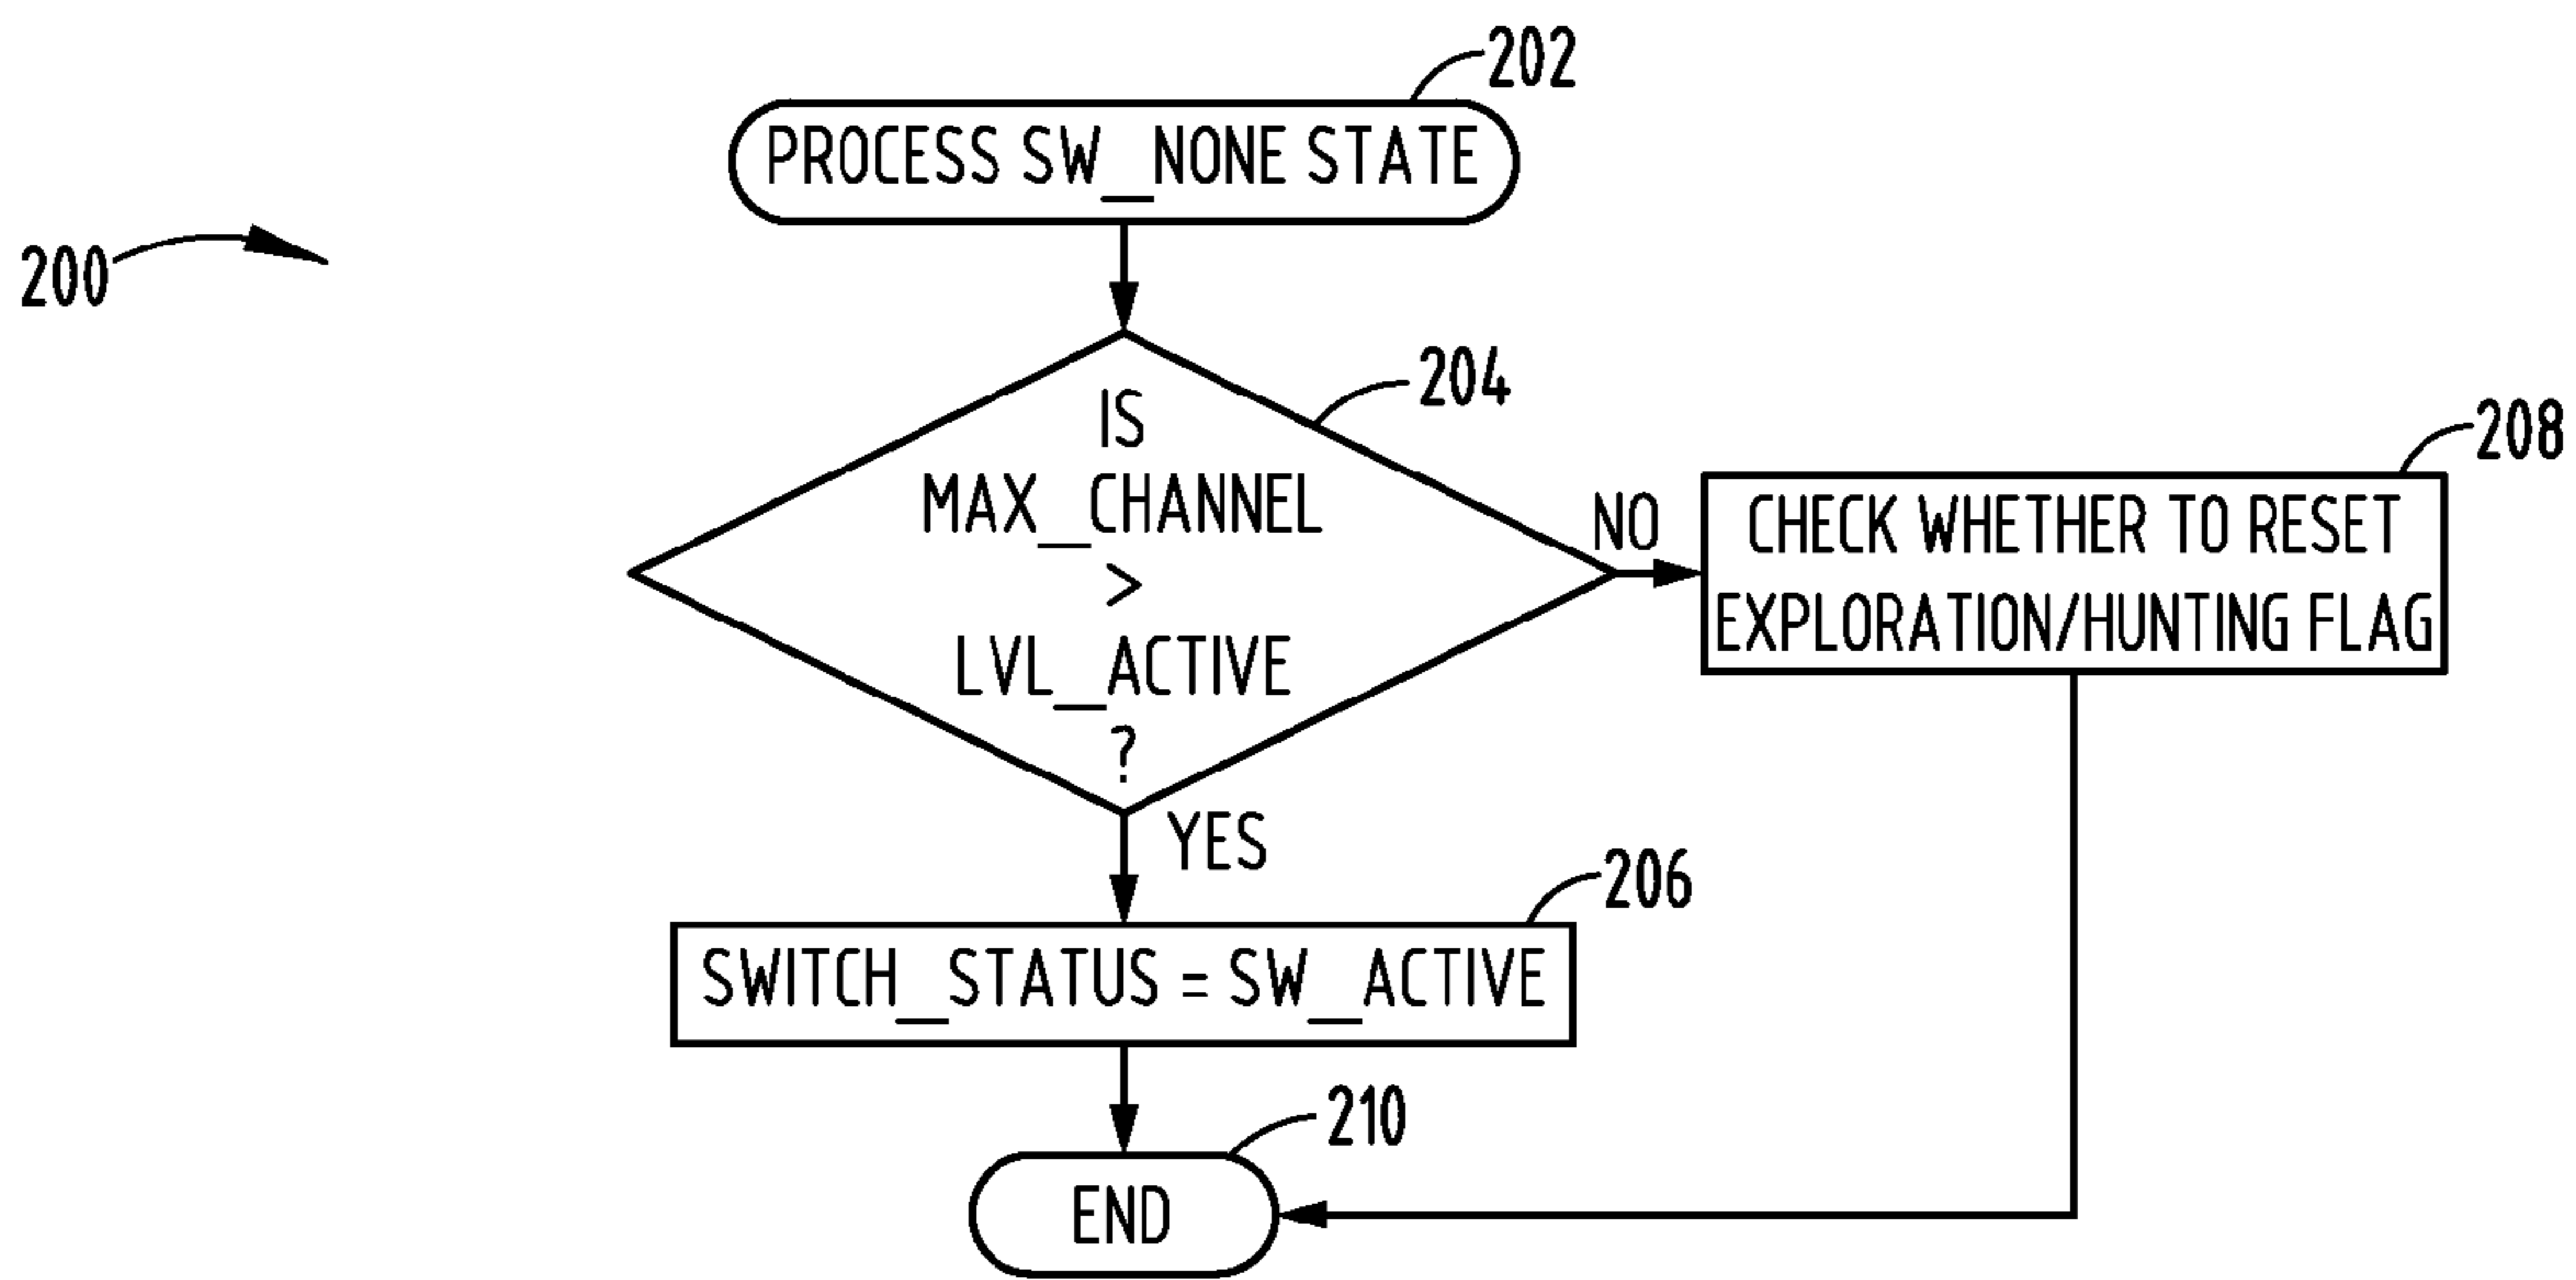 202
PROCESS SW_NONE STATE
200
204
IS
MAX_CHANNEL
>
LVL_ACTIVE
?
NO
208
CHECK WHETHER TO RESET
EXPLORATION/HUNTING FLAG
YES
206
SWITCH_STATUS = SW_ACTIVE
210
END